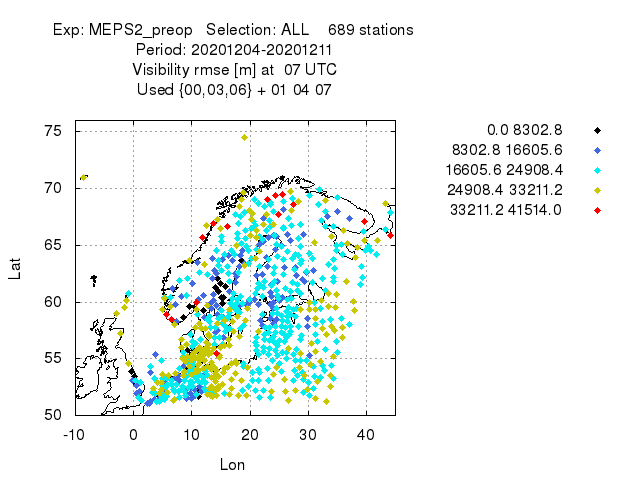 Exp: MEPS2_preop   Selection: ALL    689 stations
Period: 20201204-20201211
Visibility rmse [m] at  07 UTC
Used {00,03,06} + 01 04 07
0.0 8302.8
8302.8 16605.6
16605.6 24908.4
24908.4 33211.2
33211.2 41514.0
75
70
65
60
55
50
Lat
-10 0 10 20 30 40
Lon